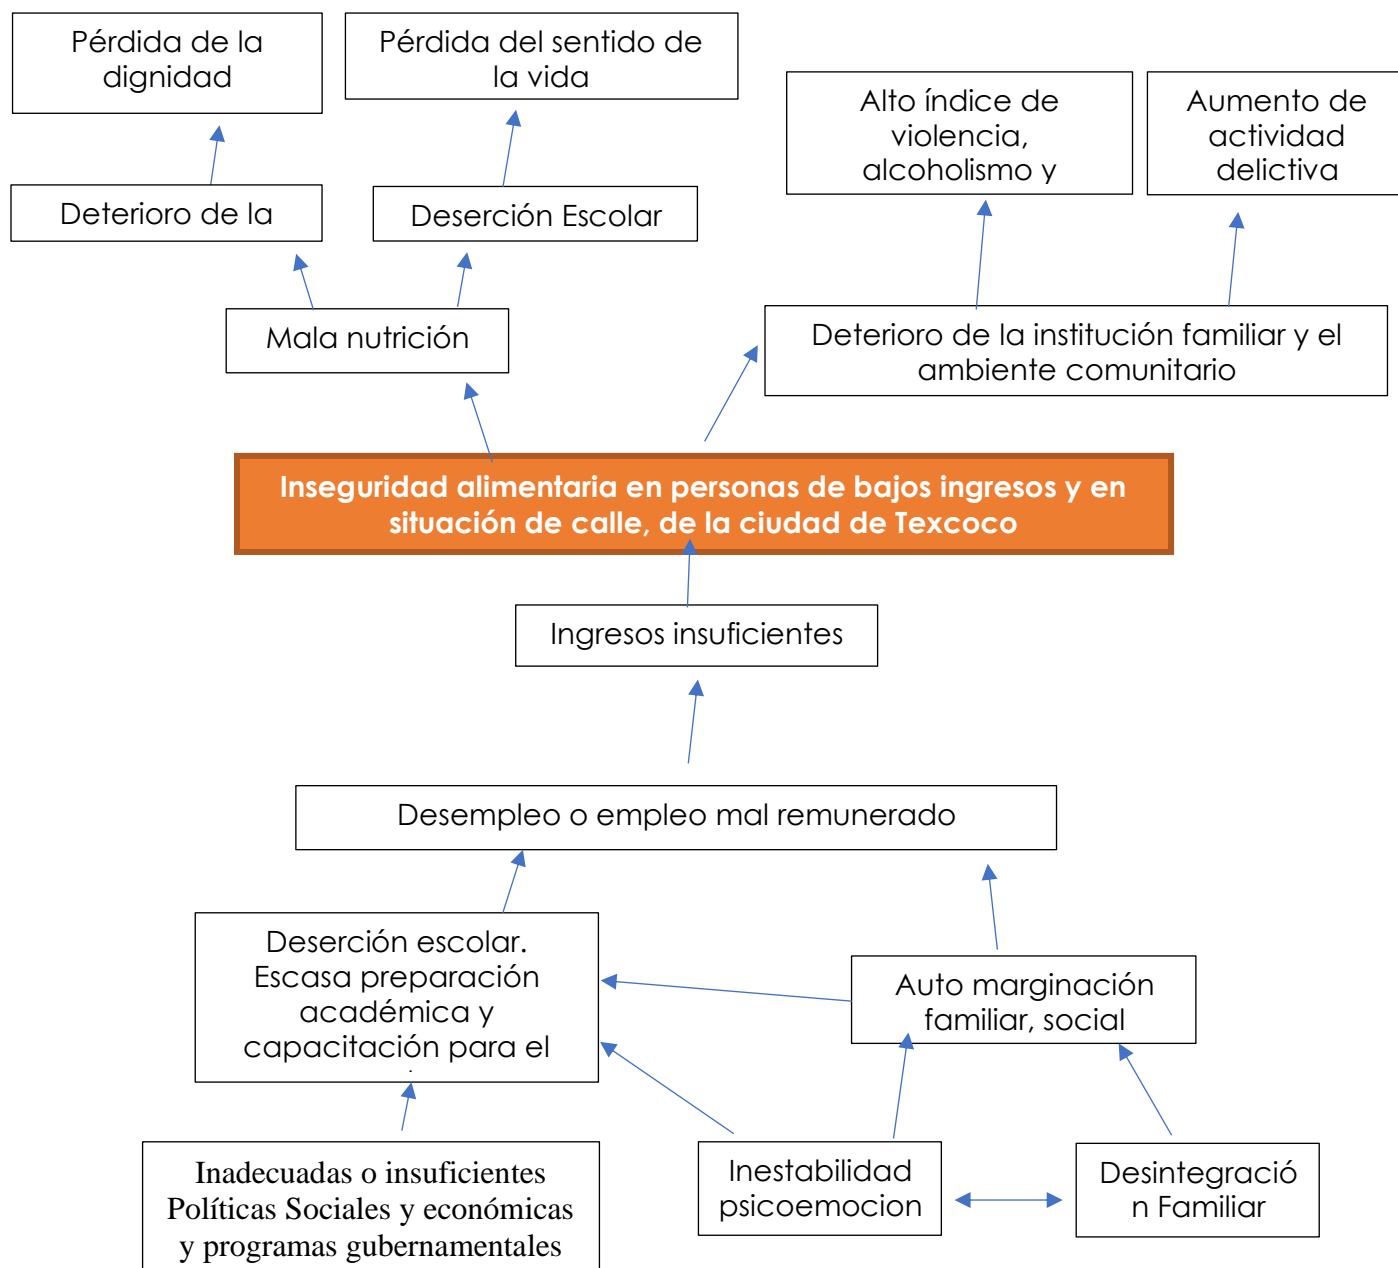 Pérdida de la
dignidad
Pérdida del sentido de
la vida
Alto índice de
violencia,
alcoholismo y
Aumento de
actividad
delictiva
Deterioro de la
Deserción Escolar
Mala nutrición
Deterioro de la institución familiar y el
ambiente comunitario
Inseguridad alimentaria en personas de bajos ingresos y en
situación de calle, de la ciudad de Texcoco
Ingresos insuficientes
Desempleo o empleo mal remunerado
Deserción escolar.
Escasa preparación
académica y
capacitación para el
Auto marginación
familiar, social
Inadecuadas o insuficientes
Políticas Sociales y económicas
y programas gubernamentales
Inestabilidad
psicoemocion
Desintegració
n Familiar